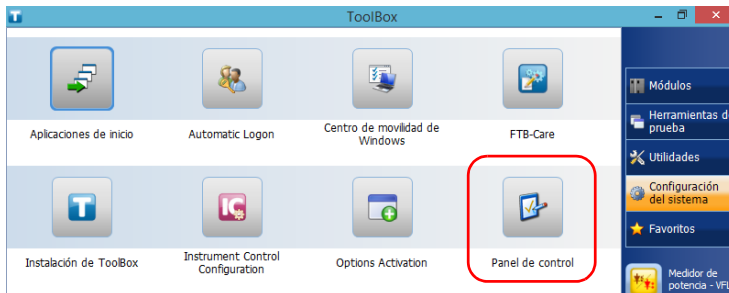 ToolBox
Aplicaciones de inicio
Automatic Logon
Centro de movilidad de
Windows
FTB-Care
Instalación de ToolBox
Instrument Control
Configuration
Options Activation
Panel de control
Módulos
Herramientas d
prueba
Utilidades
Configuración
del sistema
Favoritos
Medidor de
potencia - VFL